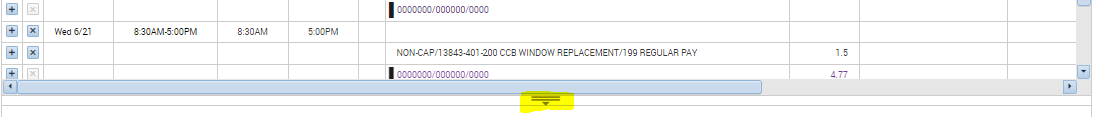 0000000/000000/0000
Wed 6/21 8:30AM-5:00PM 8:30AM 5:00PM
NON-CAP/13843-401-200 CCB WINDOW REPLACEMENT/199 REGULAR PAY 1.5
0000000/000000/0000 4.77